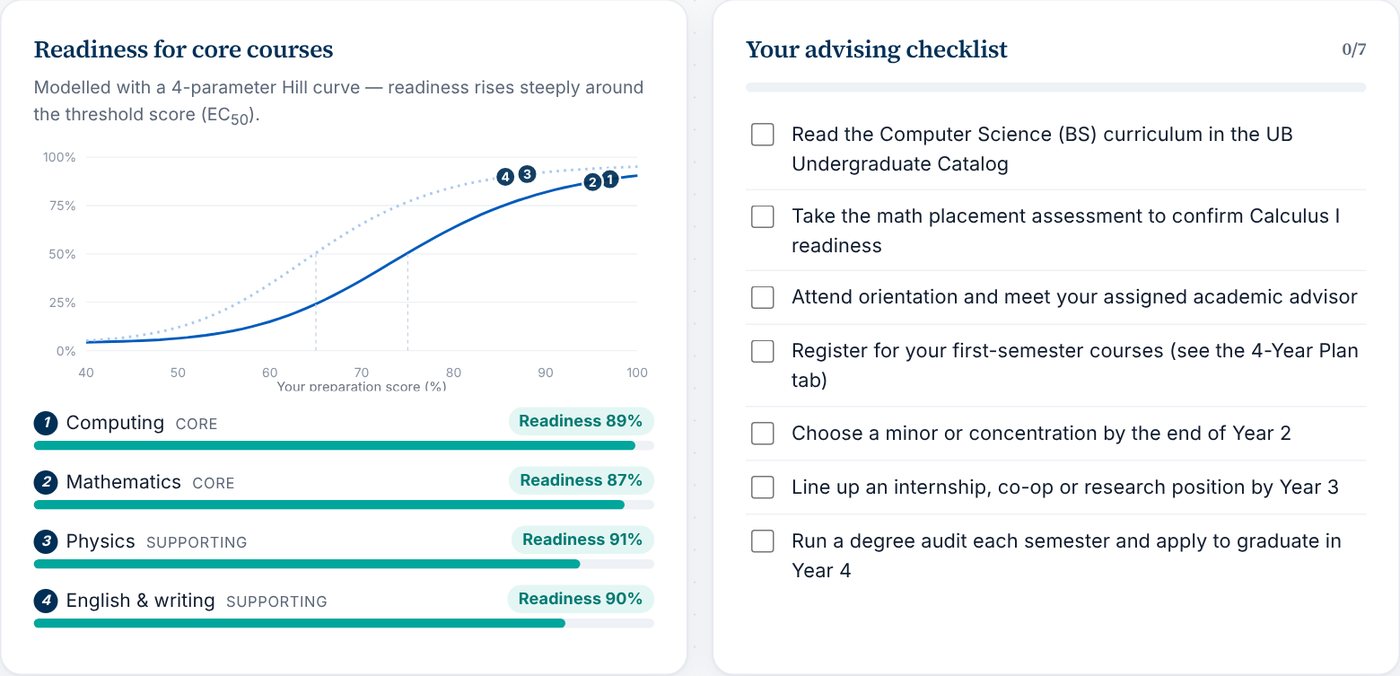 Readiness for core courses
Modelled with a 4-parameter Hill curve — readiness rises steeply around
the threshold score (EC50).
100%
75%
50%
25%
0%
4 3 2 1
40 50 60 70 80 90 100
Your preparation score (%)
1 Computing CORE Readiness 89%
2 Mathematics CORE Readiness 87%
3 Physics SUPPORTING Readiness 91%
4 English & writing SUPPORTING Readiness 90%
Your advising checklist 0/7
Read the Computer Science (BS) curriculum in the UB
Undergraduate Catalog
Take the math placement assessment to confirm Calculus I
readiness
Attend orientation and meet your assigned academic advisor
Register for your first-semester courses (see the 4-Year Plan
tab)
Choose a minor or concentration by the end of Year 2
Line up an internship, co-op or research position by Year 3
Run a degree audit each semester and apply to graduate in
Year 4